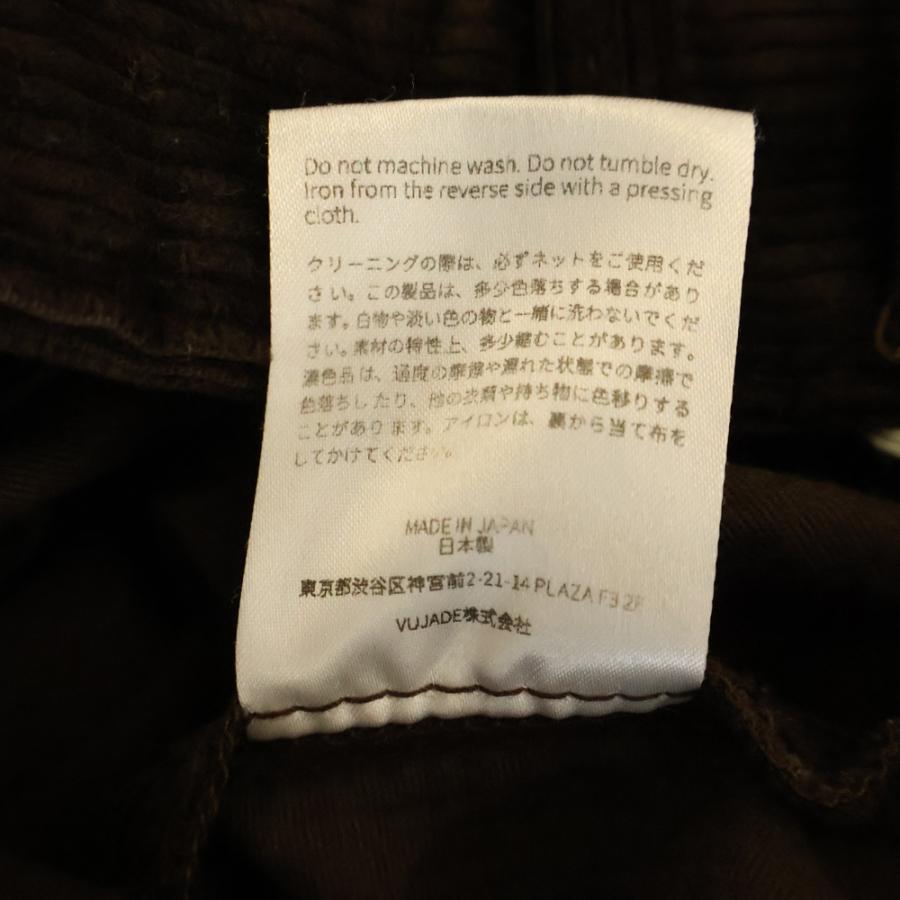 Do not machine wash. Do not tumble dry.
Iron from the reverse side with a pressing
cloth.
クリーニングの際は、必ずネットをご使用くだ
さい。この製品は、多少色落ちする場合があり
ます。白物や淡い色の物と一緒に洗わないでくだ
さい。素材の特性上、多少縮むことがあります。
濃色品は、過度の摩擦や濡れた状態での摩擦で
色落ちしたり、他の衣類や持ち物に色移りする
ことがあります。アイロンは、裏から当て布を
してかけてください。
MADE IN JAPAN
日本製
東京都渋谷区神宮前2-21-14 PLAZA F3 2F
VUJADE株式会社